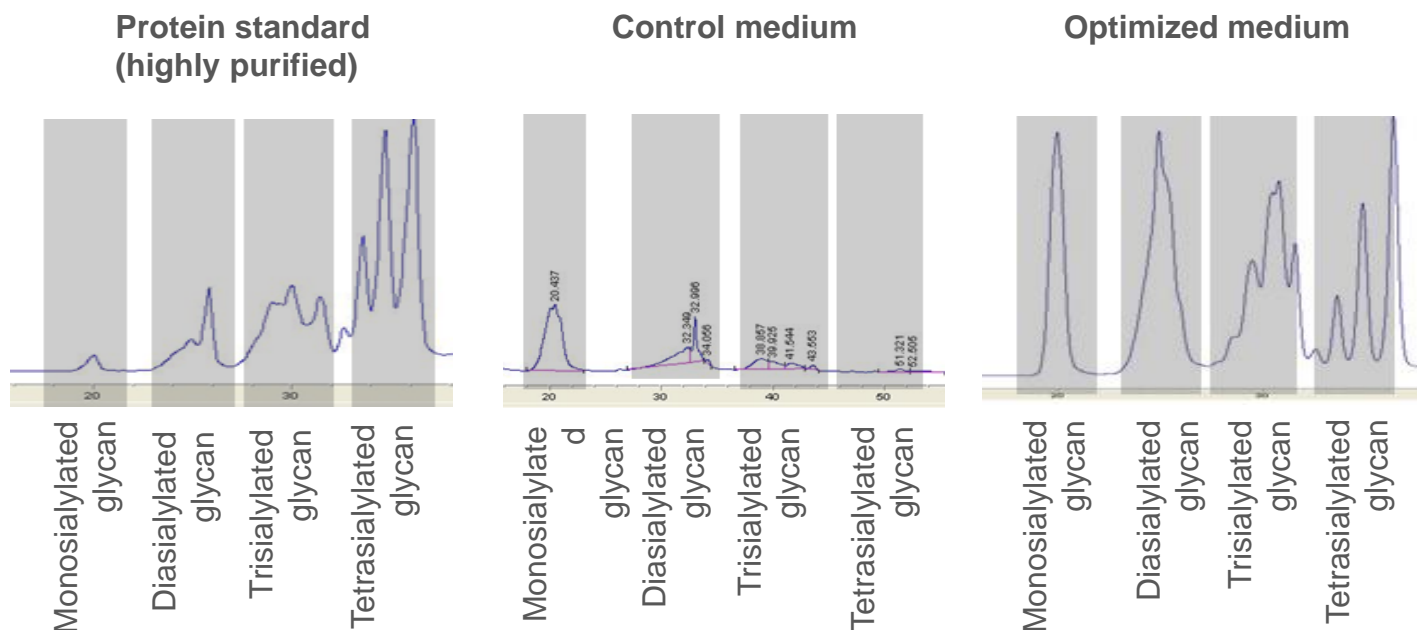 Protein standard
(highly purified)
Control medium
Optimized medium
20
30
Monosialylated
glycan
Diasialylated
glycan
Trisialylated
glycan
Tetrasialylated
glycan
20.437
32.349
32.996
34.056
38.857
39.925
41.544
43.553
51.321
52.505
20
30
40
50
Monosialylate
d
glycan
Diasialylated
glycan
Trisialylated
glycan
Tetrasialylated
glycan
Monosialylated
glycan
Diasialylated
glycan
Trisialylated
glycan
Tetrasialylated
glycan